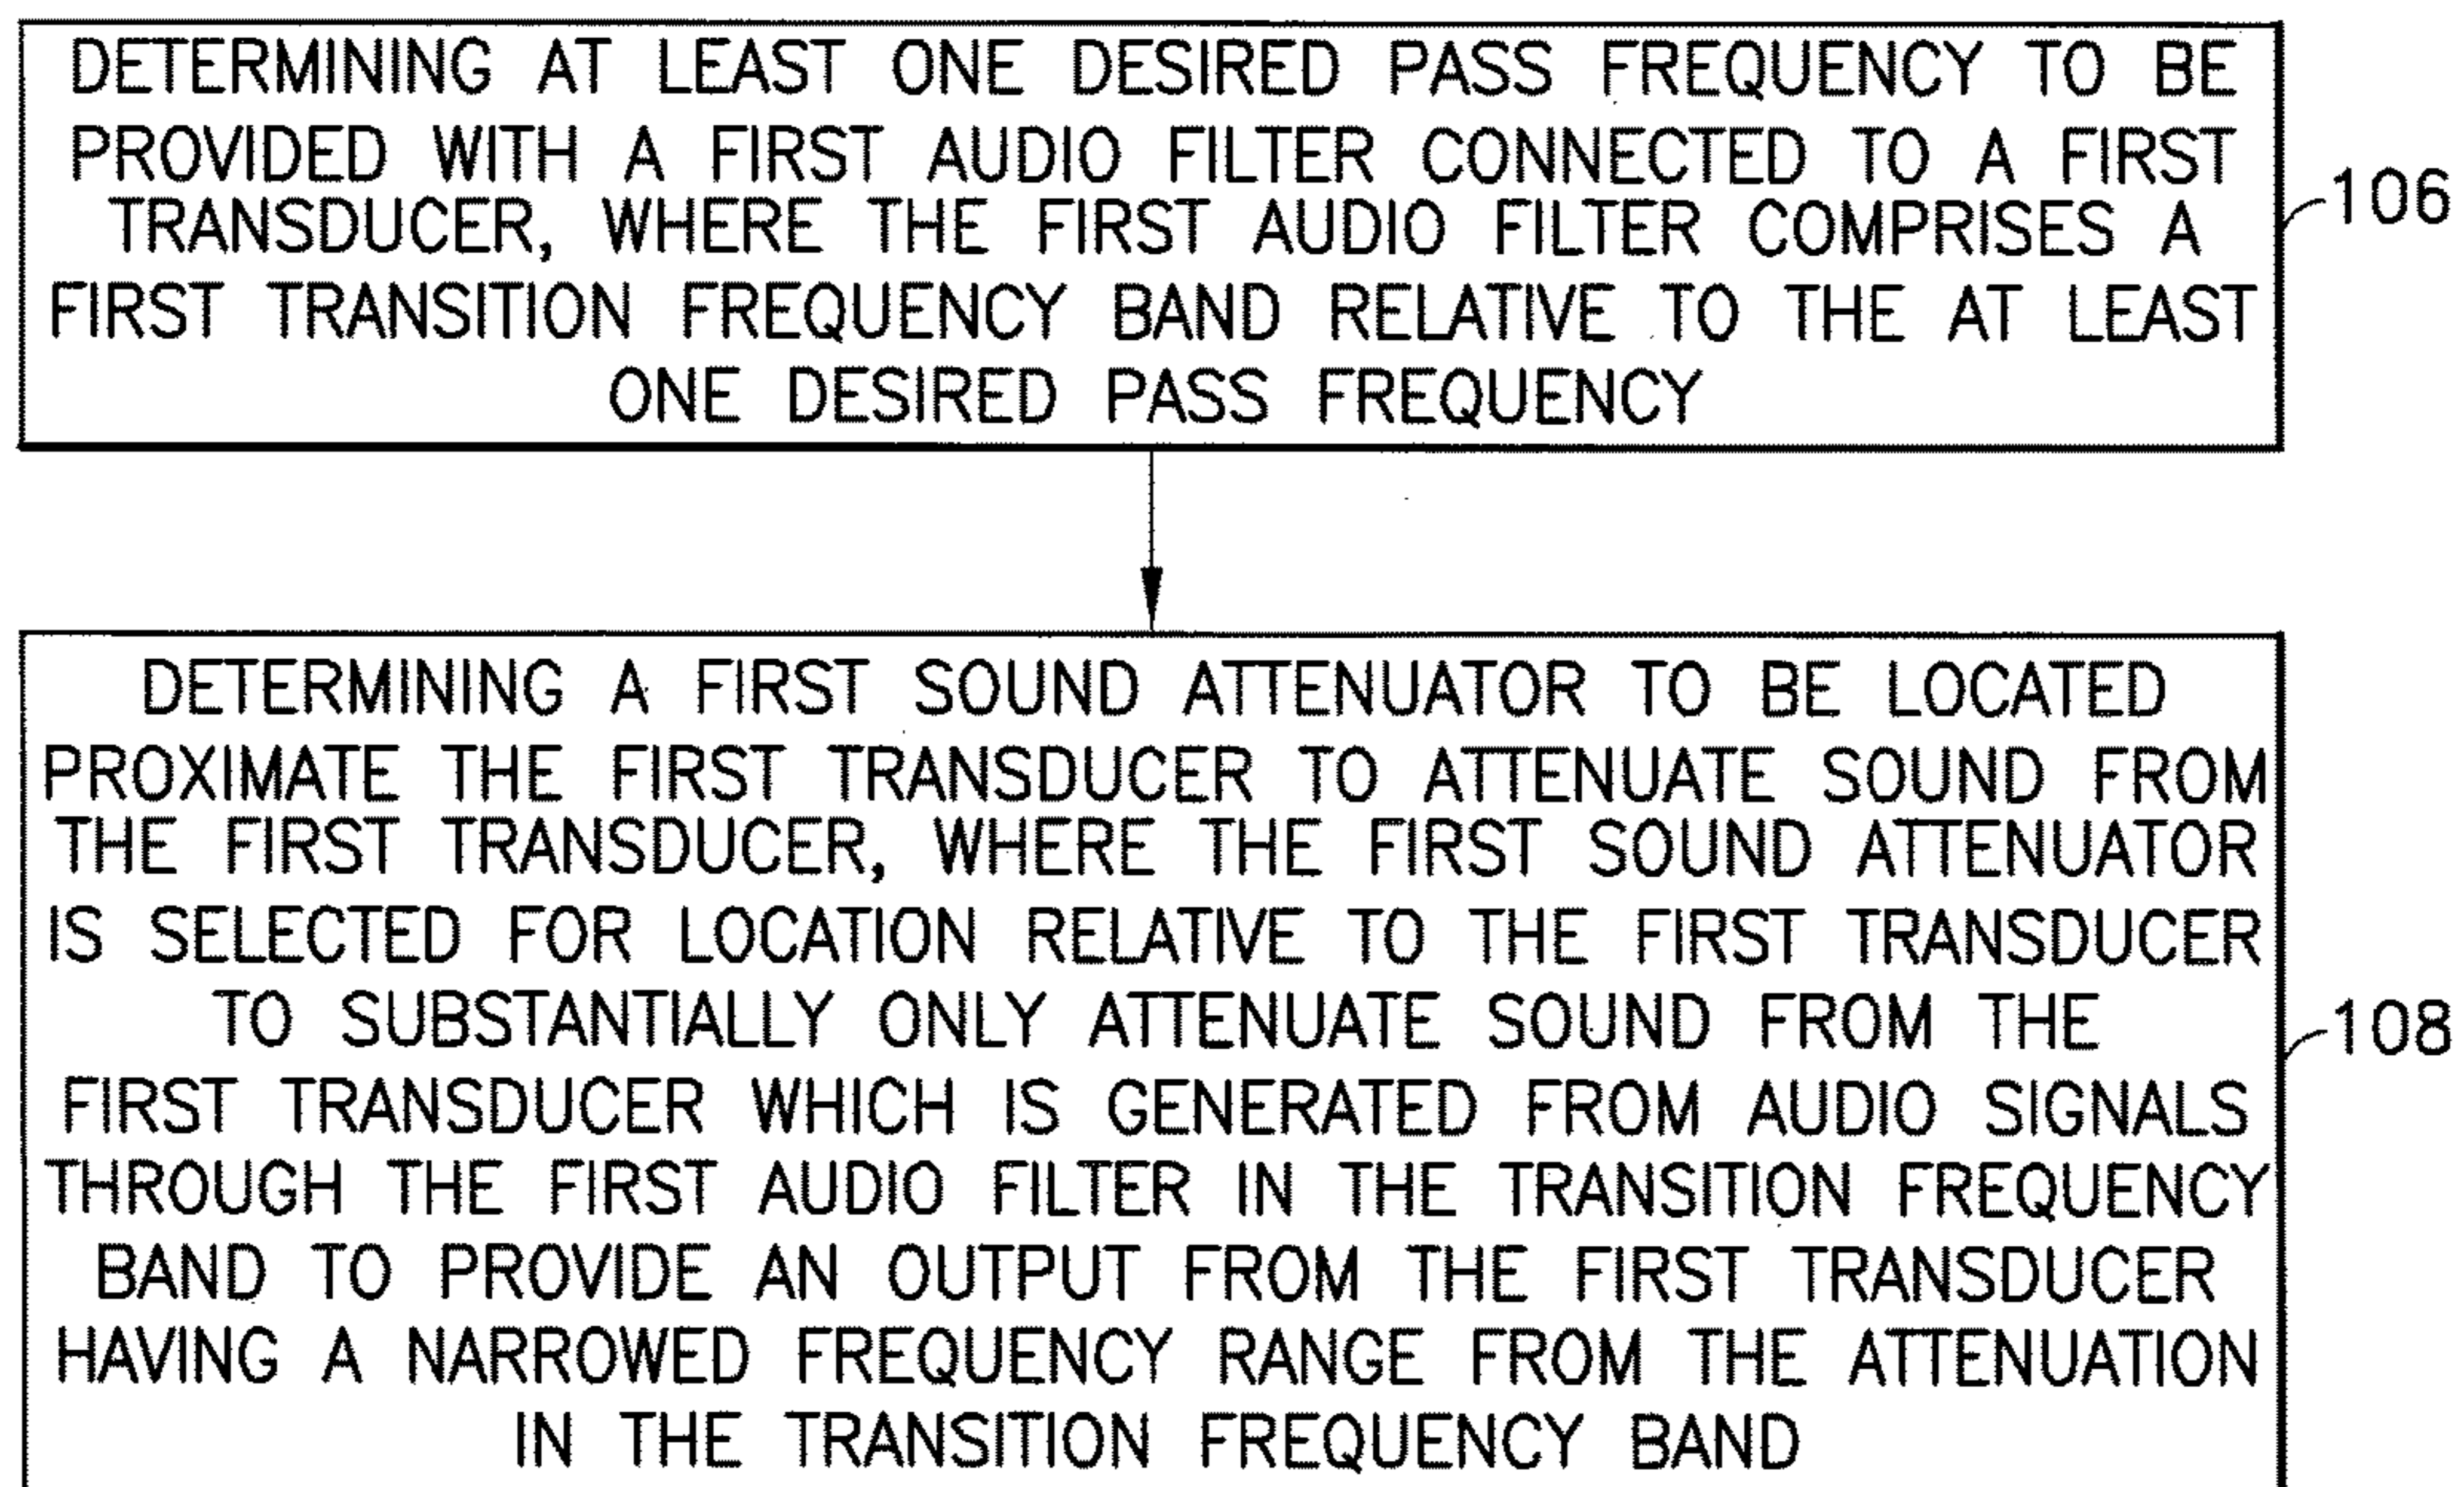 DETERMINING AT LEAST ONE DESIRED PASS FREQUENCY TO BE
PROVIDED WITH A FIRST AUDIO FILTER CONNECTED TO A FIRST
TRANSDUCER, WHERE THE FIRST AUDIO FILTER COMPRISES A
FIRST TRANSITION FREQUENCY BAND RELATIVE TO THE AT LEAST
ONE DESIRED PASS FREQUENCY
106
DETERMINING A FIRST SOUND ATTENUATOR TO BE LOCATED
PROXIMATE THE FIRST TRANSDUCER TO ATTENUATE SOUND FROM
THE FIRST TRANSDUCER, WHERE THE FIRST SOUND ATTENUATOR
IS SELECTED FOR LOCATION RELATIVE TO THE FIRST TRANSDUCER
TO SUBSTANTIALLY ONLY ATTENUATE SOUND FROM THE
FIRST TRANSDUCER WHICH IS GENERATED FROM AUDIO SIGNALS
THROUGH THE FIRST AUDIO FILTER IN THE TRANSITION FREQUENCY
BAND TO PROVIDE AN OUTPUT FROM THE FIRST TRANSDUCER
HAVING A NARROWED FREQUENCY RANGE FROM THE ATTENUATION
IN THE TRANSITION FREQUENCY BAND
108